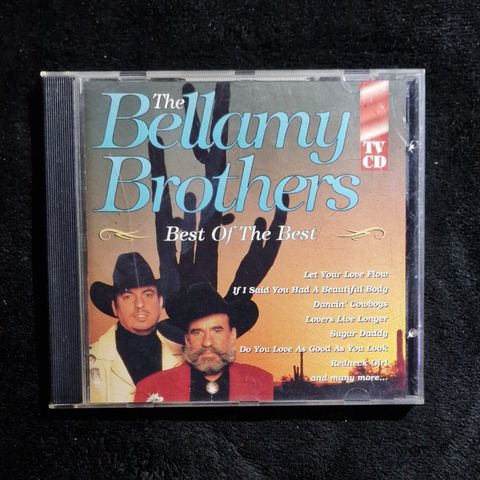 The
Bellamy
Brothers
TV
CD
Best Of The Best
Let Your Love Flow
If I Said You Had A Beautiful Body
Dancin' Cowboys
Lovers Live Longer
Sugar Daddy
Do You Love As Good As You Look
Redneck Girl
and many more...